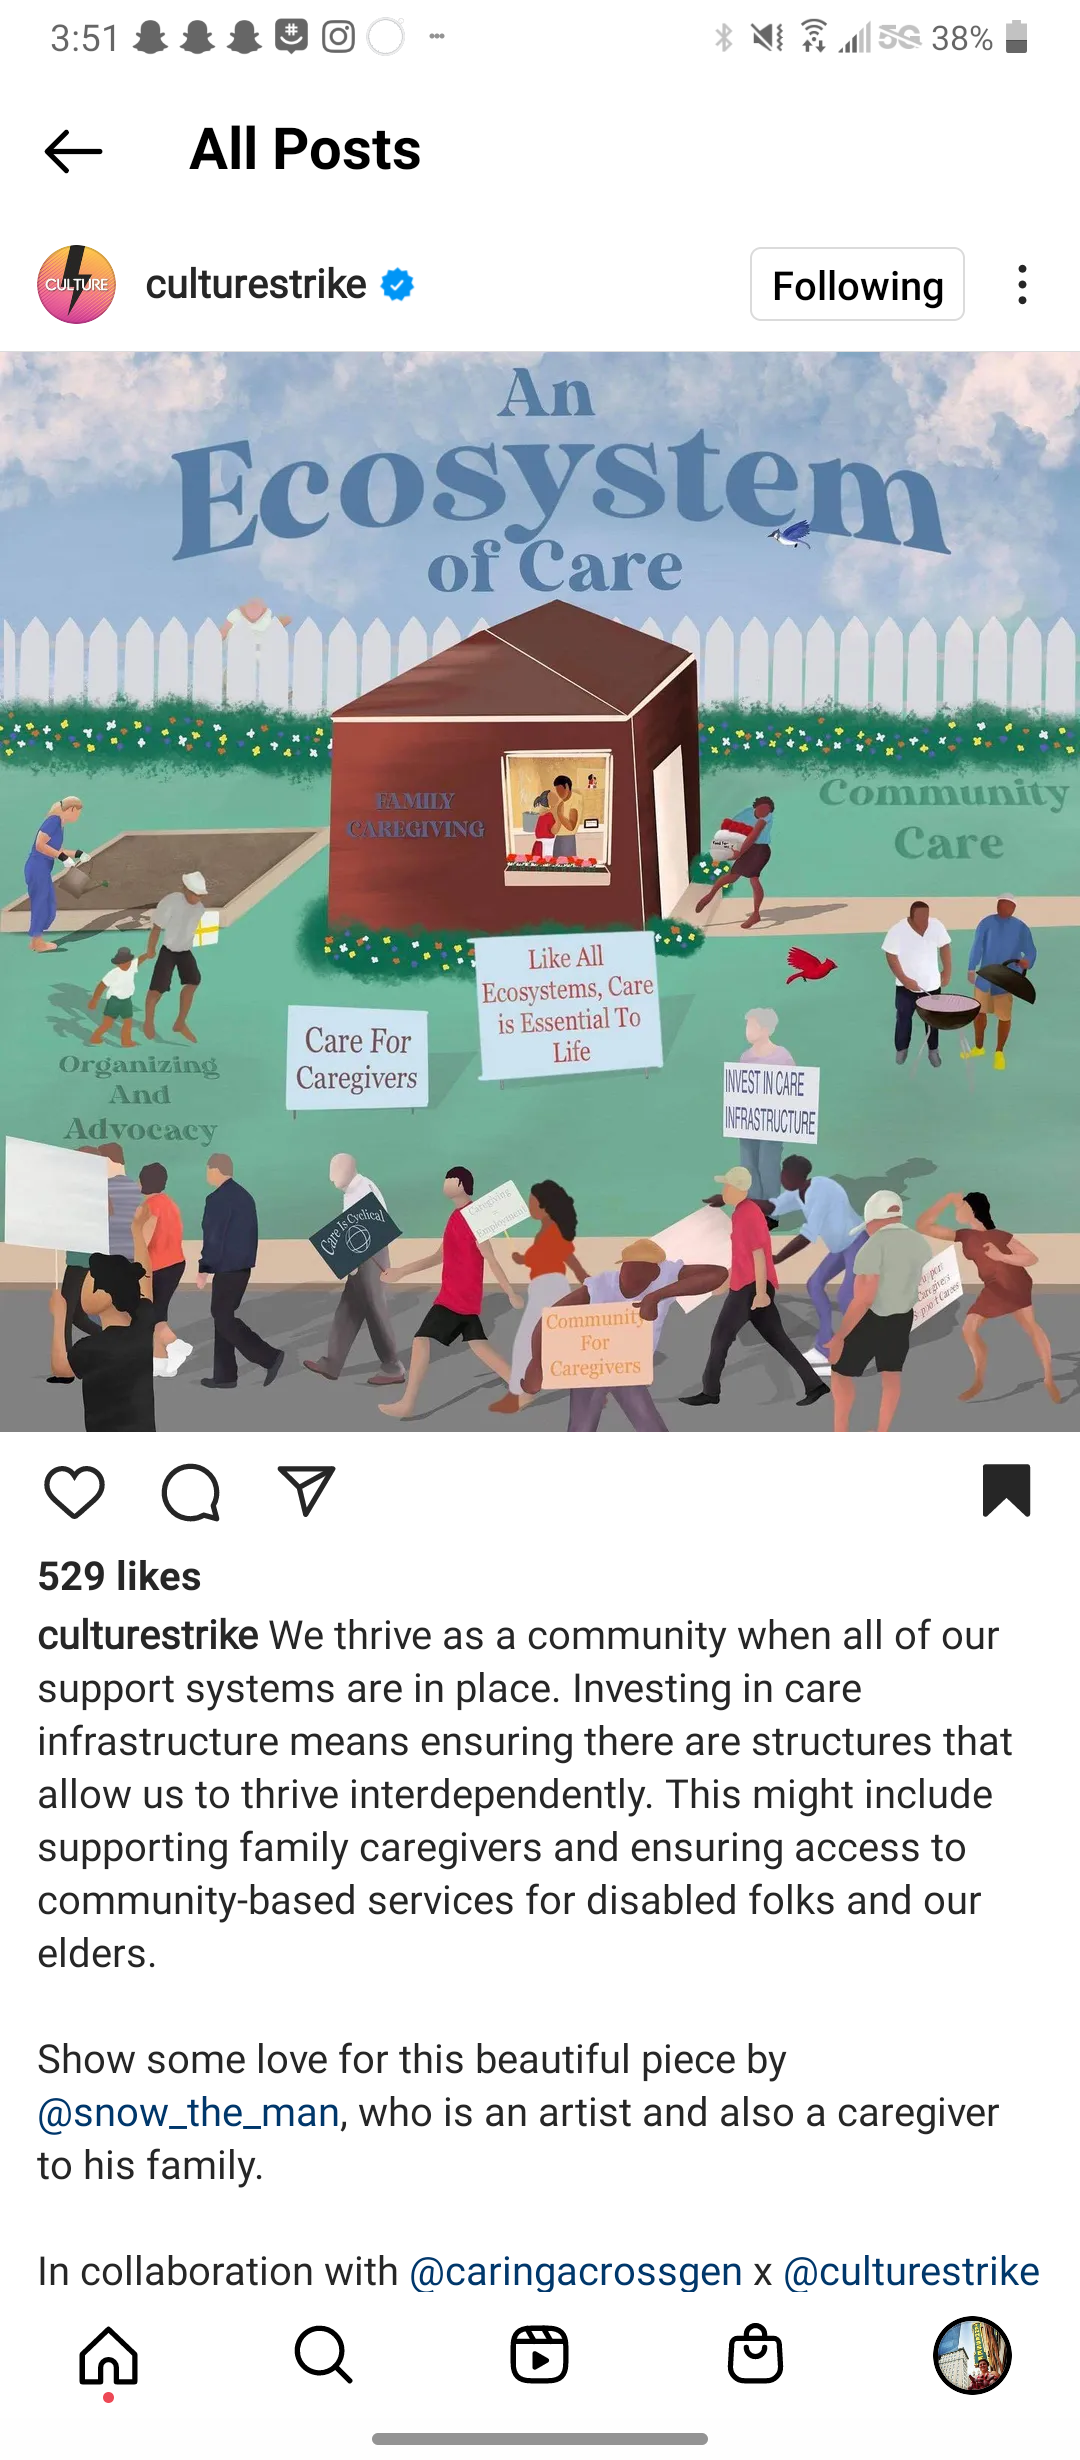 3:51
5G 38%
All Posts
CULTURE
culturestrike
Following
An
Ecosystem
of Care
FAMILY
CAREGIVING
Community
Care
Like All
Ecosystems, Care
is Essential To
Life
Care For
Caregivers
INVEST IN CARE
INFRASTRUCTURE
Organizing
And
Advocacy
Care Is Cyclical
Caregiving
Employment
Community
For
Caregivers
Support
Caregivers
Support Carees
529 likes
culturestrike We thrive as a community when all of our
support systems are in place. Investing in care
infrastructure means ensuring there are structures that
allow us to thrive interdependently. This might include
supporting family caregivers and ensuring access to
community-based services for disabled folks and our
elders.
Show some love for this beautiful piece by
@snow_the_man, who is an artist and also a caregiver
to his family.
In collaboration with @caringacrossgen x @culturestrike